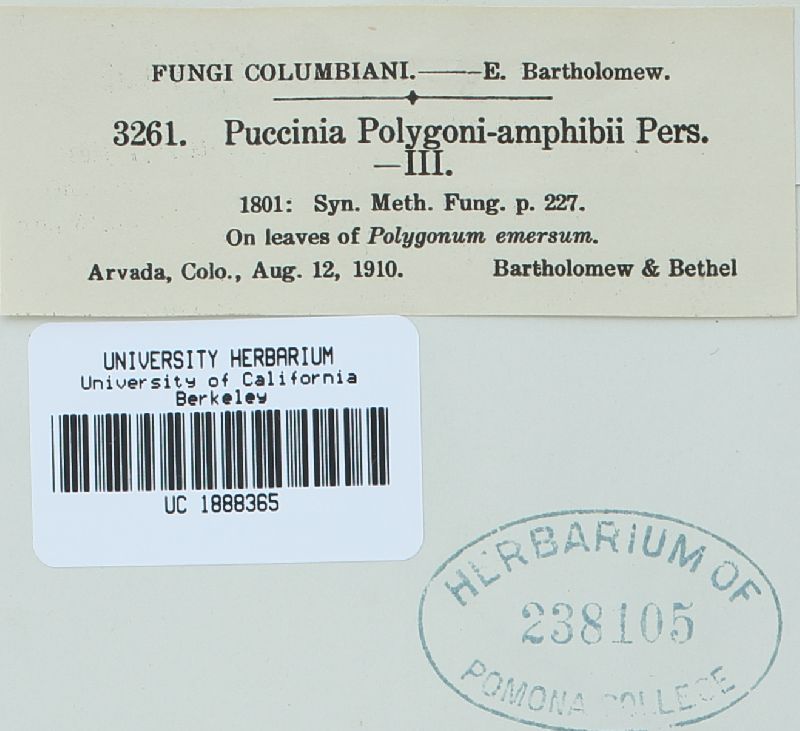 FUNGI COLUMBIANI.——E. Bartholomew.
3261. Puccinia Polygoni-amphibii Pers.
—III.
1801: Syn. Meth. Fung. p. 227.
On leaves of Polygonum emersum.
Arvada, Colo., Aug. 12, 1910. Bartholomew & Bethel
UNIVERSITY HERBARIUM
University of California
Berkeley
UC 1888365
HERBARIUM OF
238105
POMONA COLLEGE